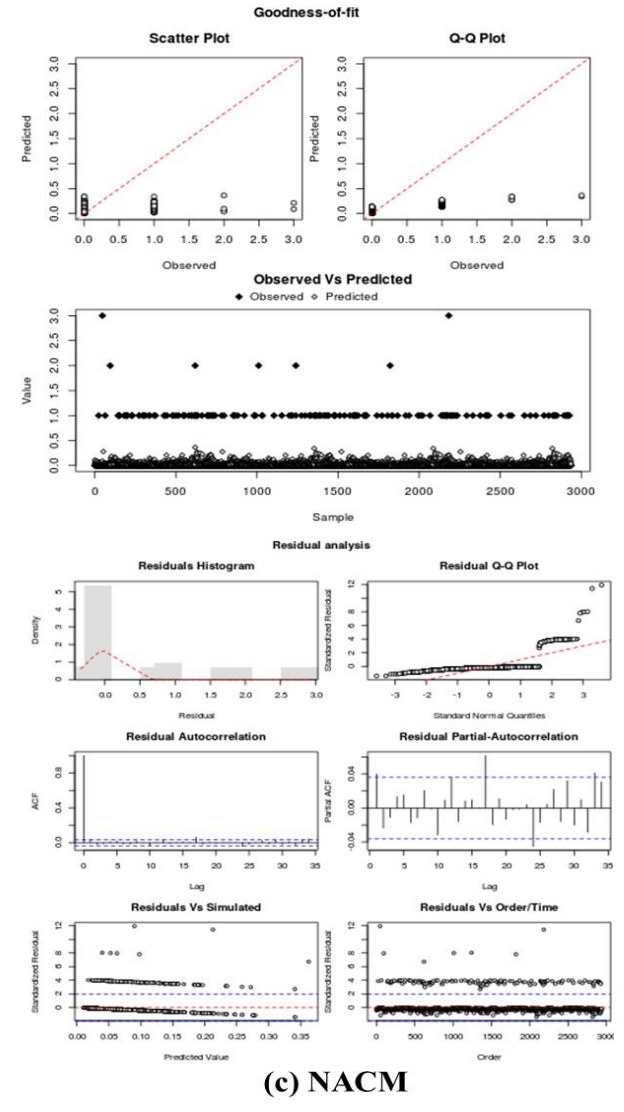 Goodness-of-fit
Scatter Plot
Q-Q Plot
Predicted
0.0 0.5 1.0 1.5 2.0 2.5 3.0
0.0 0.5 1.0 1.5 2.0 2.5 3.0
Observed
Predicted
0.0 0.5 1.0 1.5 2.0 2.5 3.0
0.0 0.5 1.0 1.5 2.0 2.5 3.0
Observed
Observed Vs Predicted
Observed Predicted
Value
0.0 0.5 1.0 1.5 2.0 2.5 3.0
0 500 1000 1500 2000 2500 3000
Sample
Residual analysis
Residuals Histogram
Residual Q-Q Plot
Density
0 1 2 3 4 5
0.0 0.5 1.0 1.5 2.0 2.5 3.0
Residual
Standardized Residual
0 2 4 6 8 12
-3 -2 -1 0 1 2 3
Standard Normal Quantiles
Residual Autocorrelation
Residual Partial-Autocorrelation
ACF
0.0 0.4 0.8
0 5 10 15 20 25 30 35
Lag
Partial ACF
-0.04 0.00 0.04
0 5 10 15 20 25 30 35
Lag
Residuals Vs Simulated
Residuals Vs Order/Time
Standardized Residual
0 2 4 6 8 12
0.00 0.05 0.10 0.15 0.20 0.25 0.30 0.35
Predicted Value
Standardized Residual
0 2 4 6 8 12
0 500 1000 1500 2000 2500 3000
Order
(c) NACM